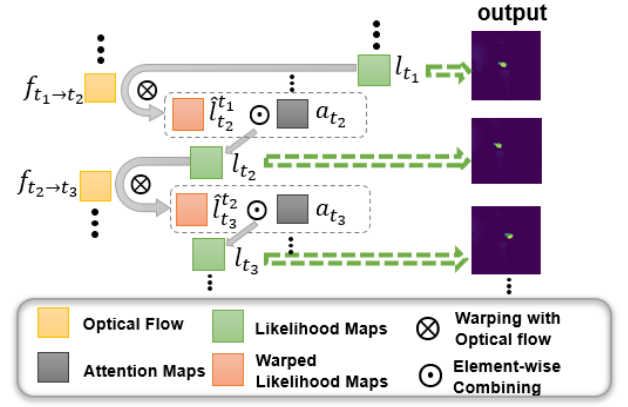 output
f_{t_1→t_2}
⊗
l_{t_1}
\hat{l}_{t_2}^{t_1} ⊙ a_{t_2}
l_{t_2}
f_{t_2→t_3}
⊗
\hat{l}_{t_3}^{t_2} ⊙ a_{t_3}
l_{t_3}
Optical Flow
Likelihood Maps
⊗ Warping with
Optical flow
Attention Maps
Warped
Likelihood Maps
⊙ Element-wise
Combining